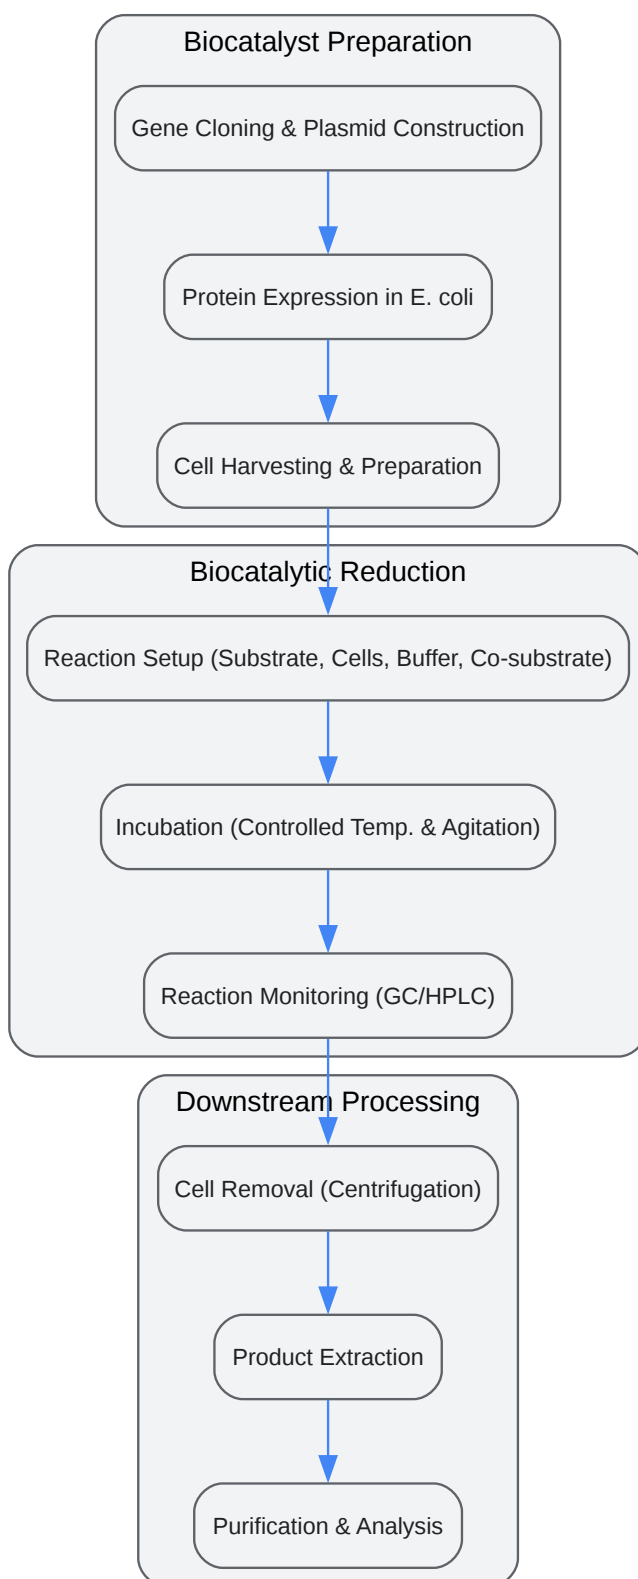 Biocatalyst Preparation
Gene Cloning & Plasmid Construction
Protein Expression in E. coli
Cell Harvesting & Preparation
Biocatalytic Reduction
Reaction Setup (Substrate, Cells, Buffer, Co-substrate)
Incubation (Controlled Temp. & Agitation)
Reaction Monitoring (GC/HPLC)
Downstream Processing
Cell Removal (Centrifugation)
Product Extraction
Purification & Analysis